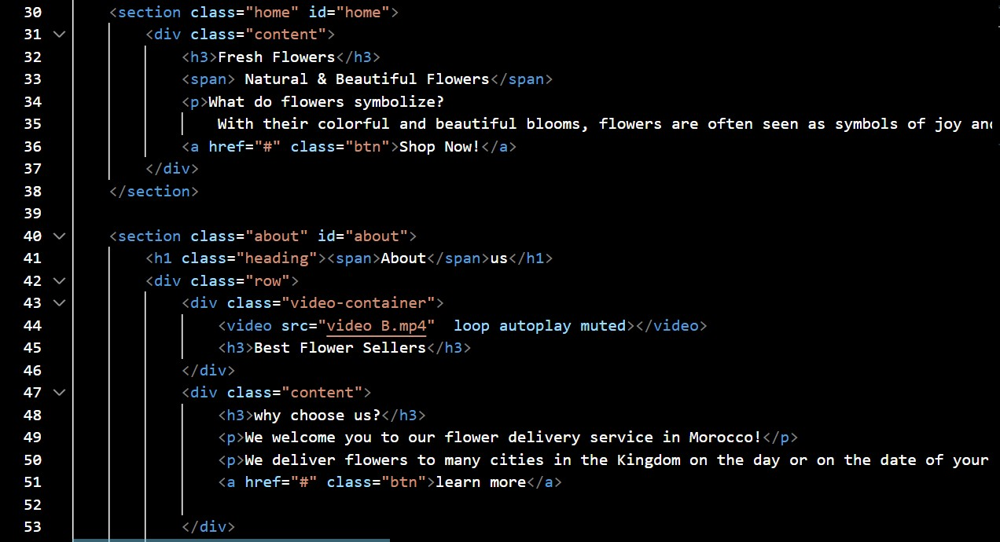 30 <section class="home" id="home">
31 <div class="content">
32 <h3>Fresh Flowers</h3>
33 <span> Natural & Beautiful Flowers</span>
34 <p>What do flowers symbolize?
35 With their colorful and beautiful blooms, flowers are often seen as symbols of joy and
36 <a href="#" class="btn">Shop Now!</a>
37 </div>
38 </section>
39
40 <section class="about" id="about">
41 <h1 class="heading"><span>About</span>us</h1>
42 <div class="row">
43 <div class="video-container">
44 <video src="video B.mp4"  loop autoplay muted></video>
45 <h3>Best Flower Sellers</h3>
46 </div>
47 <div class="content">
48 <h3>why choose us?</h3>
49 <p>We welcome you to our flower delivery service in Morocco!</p>
50 <p>We deliver flowers to many cities in the Kingdom on the day or on the date of your
51 <a href="#" class="btn">learn more</a>
52
53 </div>